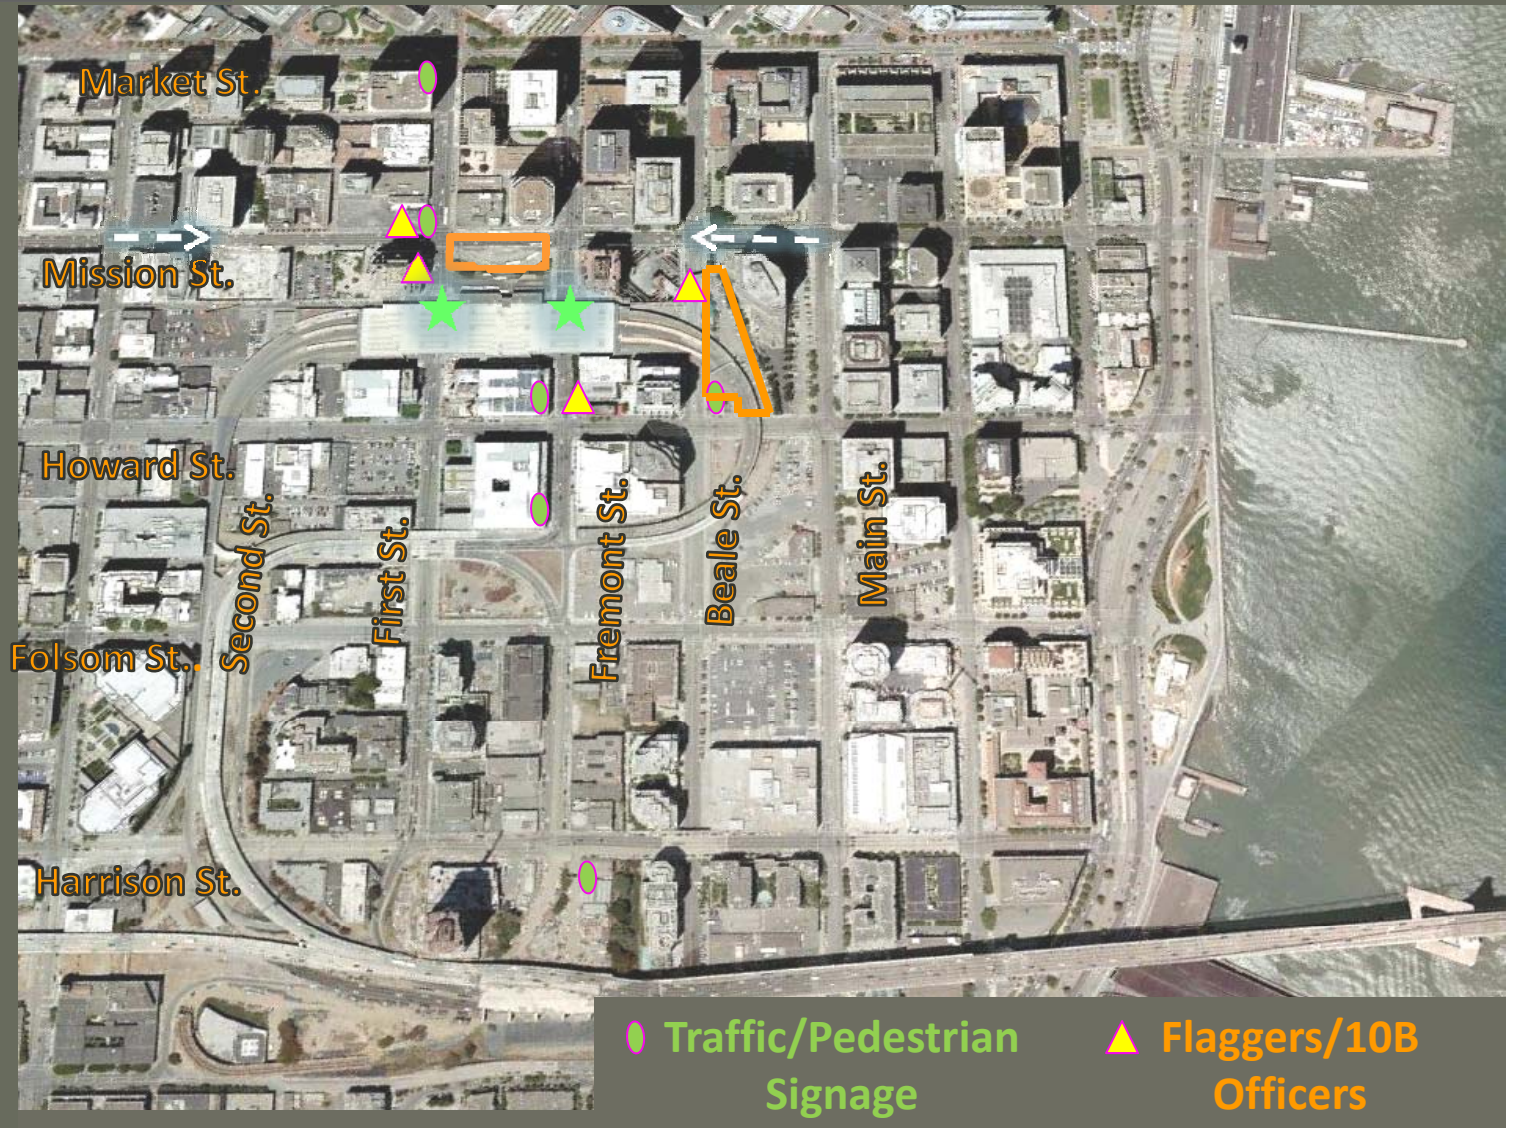 Market St.
Mission St.
Howard St.
Second St.
First St.
Fremont St.
Beale St.
Main St.
Folsom St..
Harrison St.
Traffic/Pedestrian
Signage
Flaggers/10B
Officers